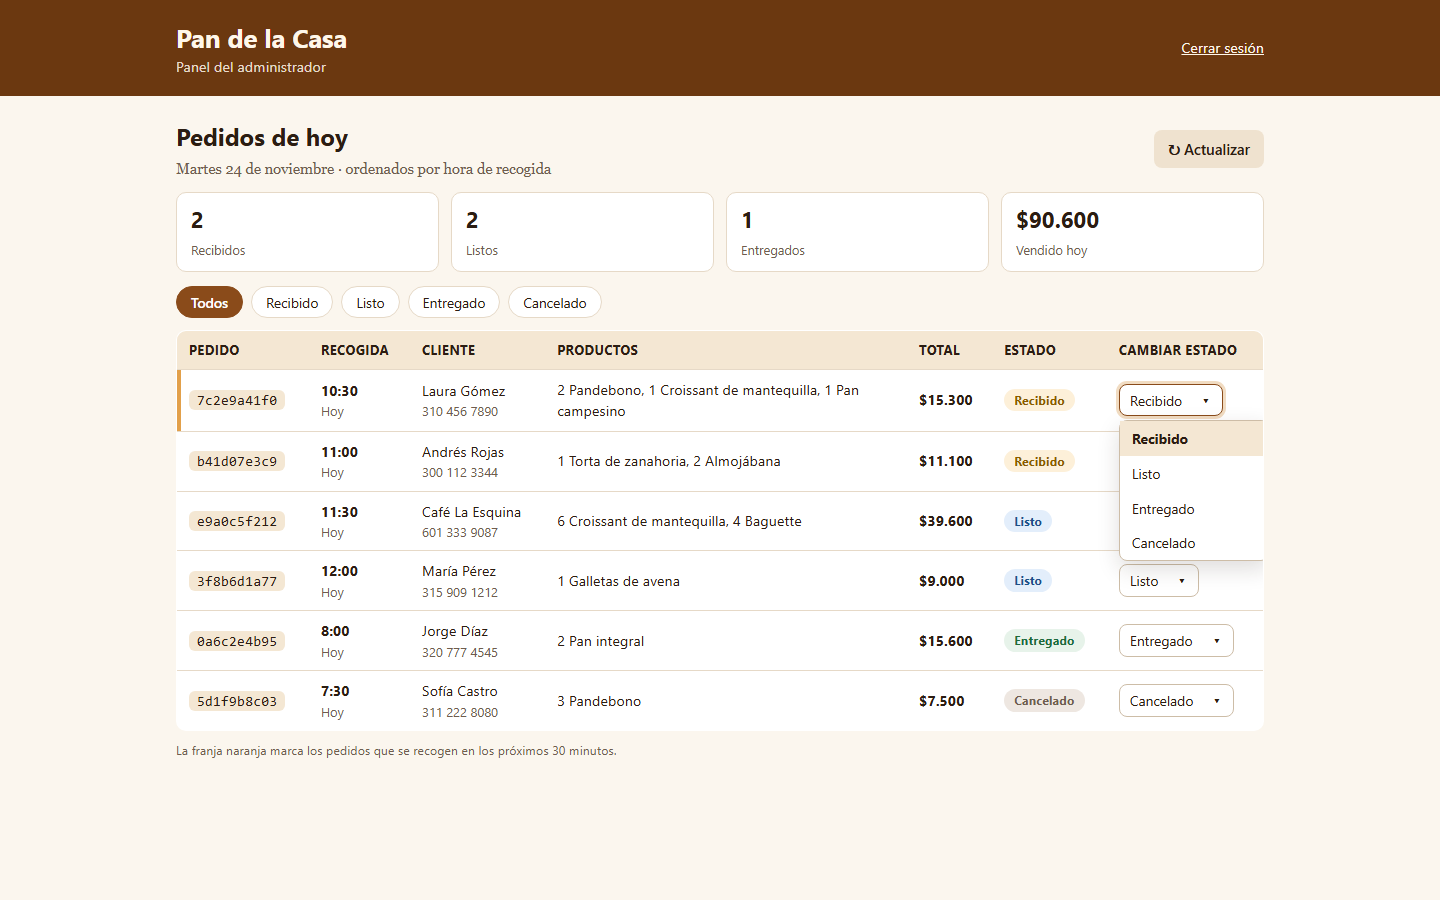 Pan de la Casa
Panel del administrador
Cerrar sesión
Pedidos de hoy
Martes 24 de noviembre · ordenados por hora de recogida
↻ Actualizar
2
Recibidos
2
Listos
1
Entregados
$90.600
Vendido hoy
Todos Recibido Listo Entregado Cancelado
PEDIDO RECOGIDA CLIENTE PRODUCTOS TOTAL ESTADO CAMBIAR ESTADO
7c2e9a41f0
10:30
Hoy
Laura Gómez
310 456 7890
2 Pandebono, 1 Croissant de mantequilla, 1 Pan
campesino
$15.300
Recibido
Recibido ▾
Recibido
Listo
Entregado
Cancelado
b41d07e3c9
11:00
Hoy
Andrés Rojas
300 112 3344
1 Torta de zanahoria, 2 Almojábana
$11.100
Recibido
e9a0c5f212
11:30
Hoy
Café La Esquina
601 333 9087
6 Croissant de mantequilla, 4 Baguette
$39.600
Listo
3f8b6d1a77
12:00
Hoy
María Pérez
315 909 1212
1 Galletas de avena
$9.000
Listo
Listo ▾
0a6c2e4b95
8:00
Hoy
Jorge Díaz
320 777 4545
2 Pan integral
$15.600
Entregado
Entregado ▾
5d1f9b8c03
7:30
Hoy
Sofía Castro
311 222 8080
3 Pandebono
$7.500
Cancelado
Cancelado ▾
La franja naranja marca los pedidos que se recogen en los próximos 30 minutos.